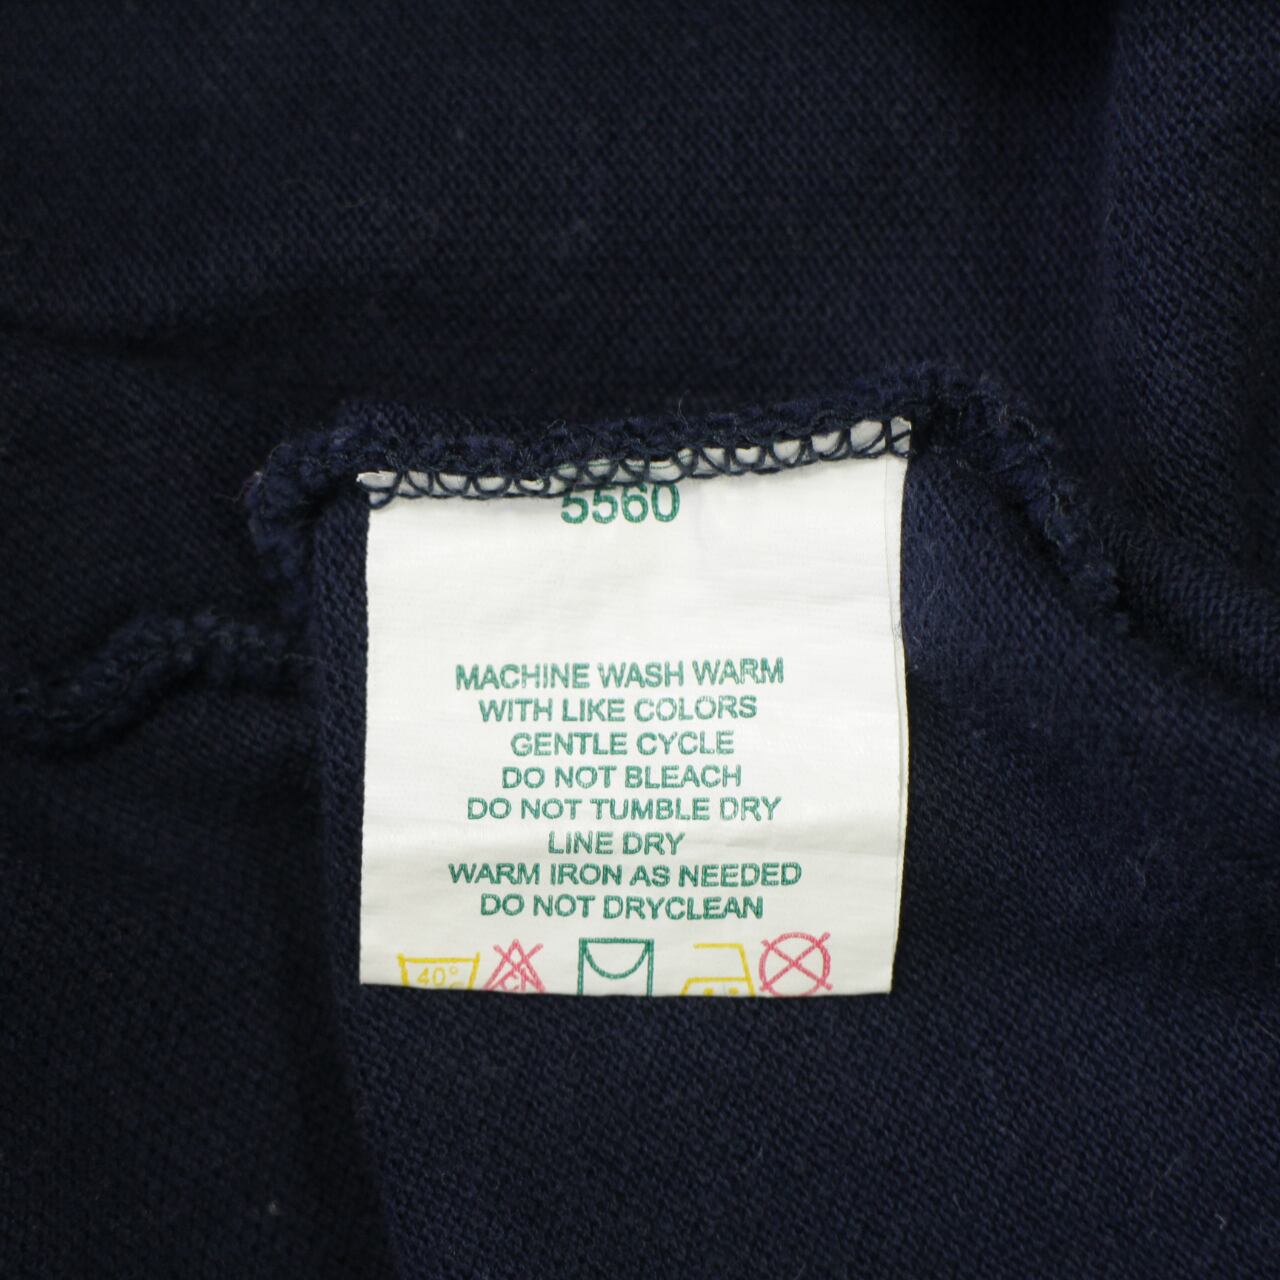 5560
MACHINE WASH WARM
WITH LIKE COLORS
GENTLE CYCLE
DO NOT BLEACH
DO NOT TUMBLE DRY
LINE DRY
WARM IRON AS NEEDED
DO NOT DRYCLEAN
40° CN